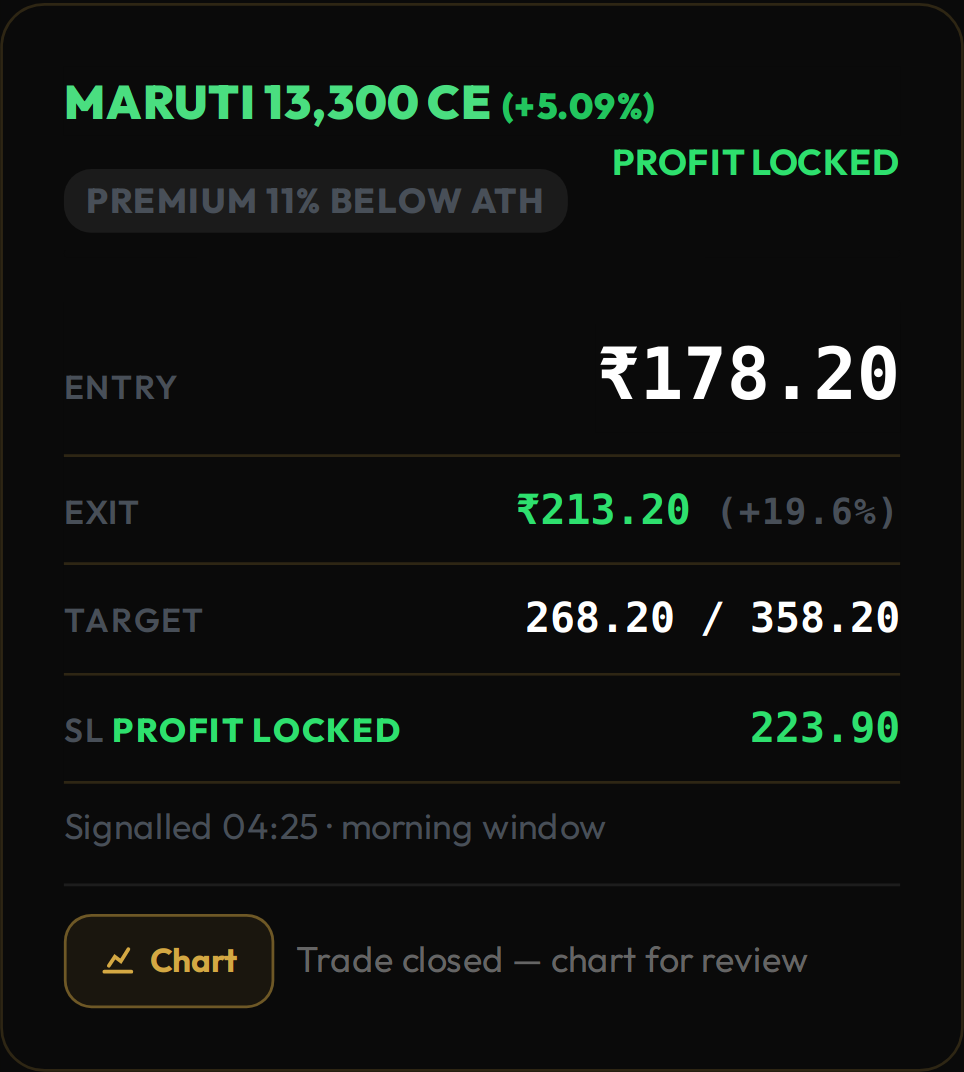 MARUTI 13,300 CE (+5.09%)
PROFIT LOCKED
PREMIUM 11% BELOW ATH
ENTRY ₹178.20
EXIT ₹213.20 (+19.6%)
TARGET 268.20 / 358.20
SL PROFIT LOCKED 223.90
Signalled 04:25 · morning window
Chart Trade closed — chart for review